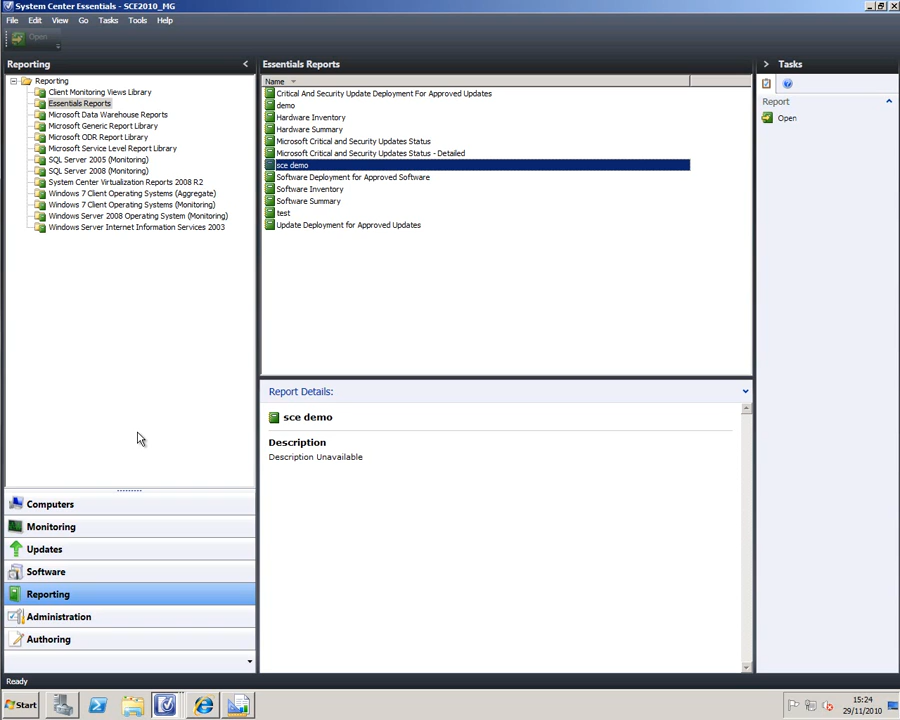 System Center Essentials - SCE2010_MG
File Edit View Go Tasks Tools Help
Open
Reporting
Reporting
Client Monitoring Views Library
Essentials Reports
Microsoft Data Warehouse Reports
Microsoft Generic Report Library
Microsoft ODR Report Library
Microsoft Service Level Report Library
SQL Server 2005 (Monitoring)
SQL Server 2008 (Monitoring)
System Center Virtualization Reports 2008 R2
Windows 7 Client Operating Systems (Aggregate)
Windows 7 Client Operating Systems (Monitoring)
Windows Server 2008 Operating System (Monitoring)
Windows Server Internet Information Services 2003
Computers
Monitoring
Updates
Software
Reporting
Administration
Authoring
Essentials Reports
Name
Critical And Security Update Deployment For Approved Updates
demo
Hardware Inventory
Hardware Summary
Microsoft Critical and Security Updates Status
Microsoft Critical and Security Updates Status - Detailed
sce demo
Software Deployment for Approved Software
Software Inventory
Software Summary
test
Update Deployment for Approved Updates
Report Details:
sce demo
Description
Description Unavailable
Tasks
Report
Open
Ready
Start
15:24
29/11/2010